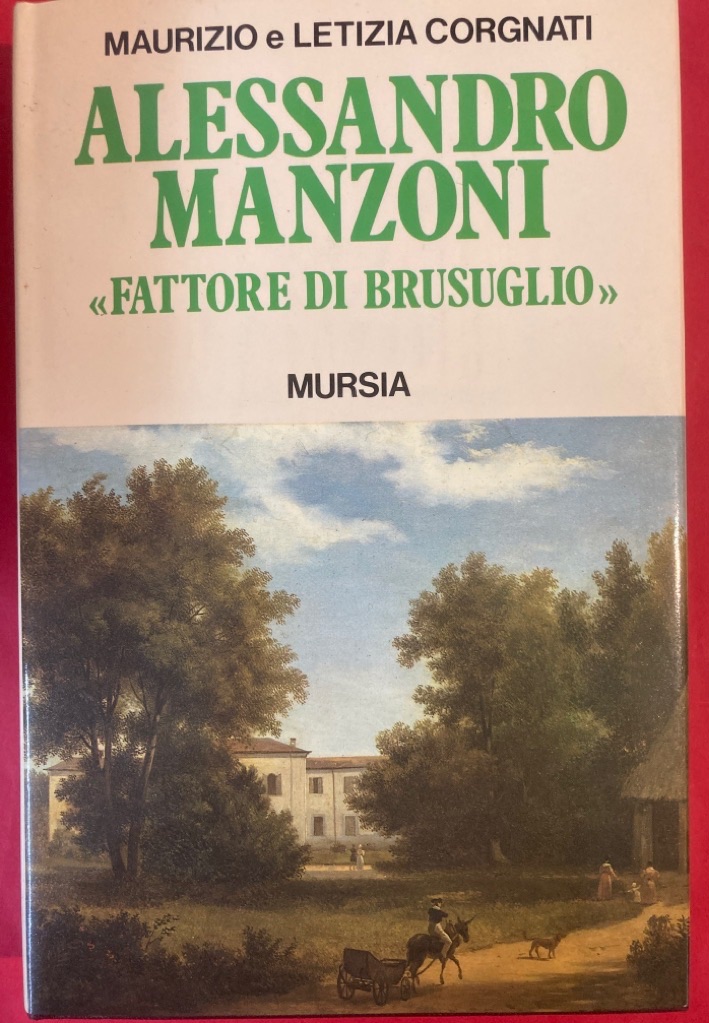 MAURIZIO e LETIZIA CORGNATI
ALESSANDRO
MANZONI
«FATTORE DI BRUSUGLIO»
MURSIA